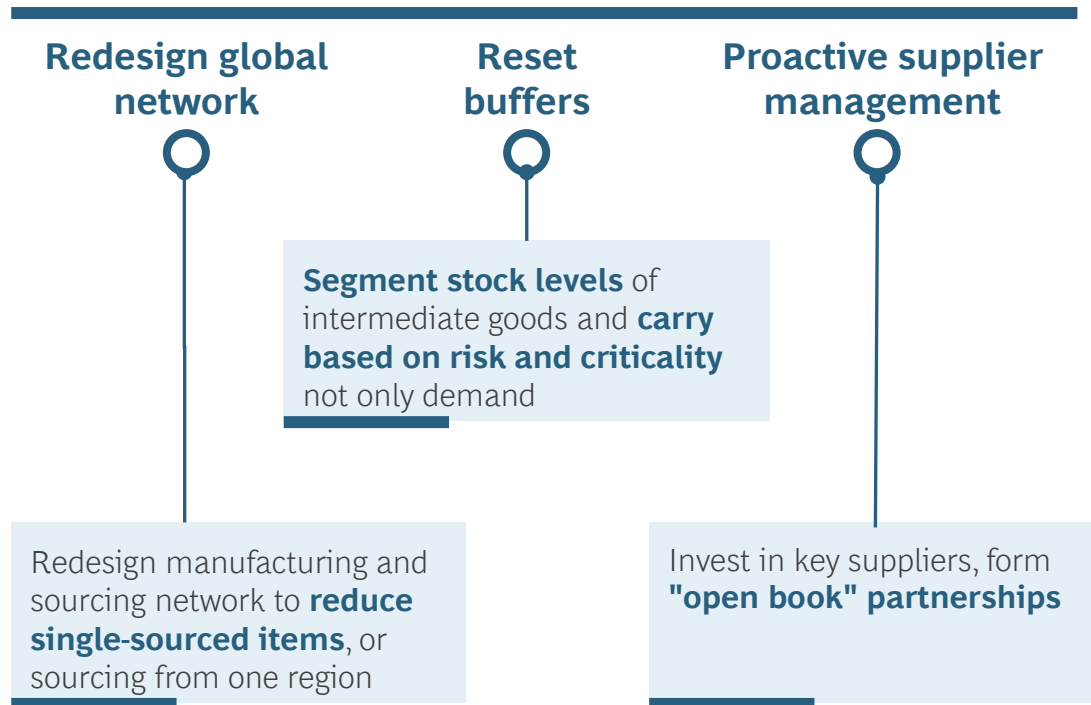 Redesign global
network
Reset
buffers
Proactive supplier
management
Segment stock levels of
intermediate goods and carry
based on risk and criticality
not only demand
Redesign manufacturing and
sourcing network to reduce
single-sourced items, or
sourcing from one region
Invest in key suppliers, form
"open book" partnerships